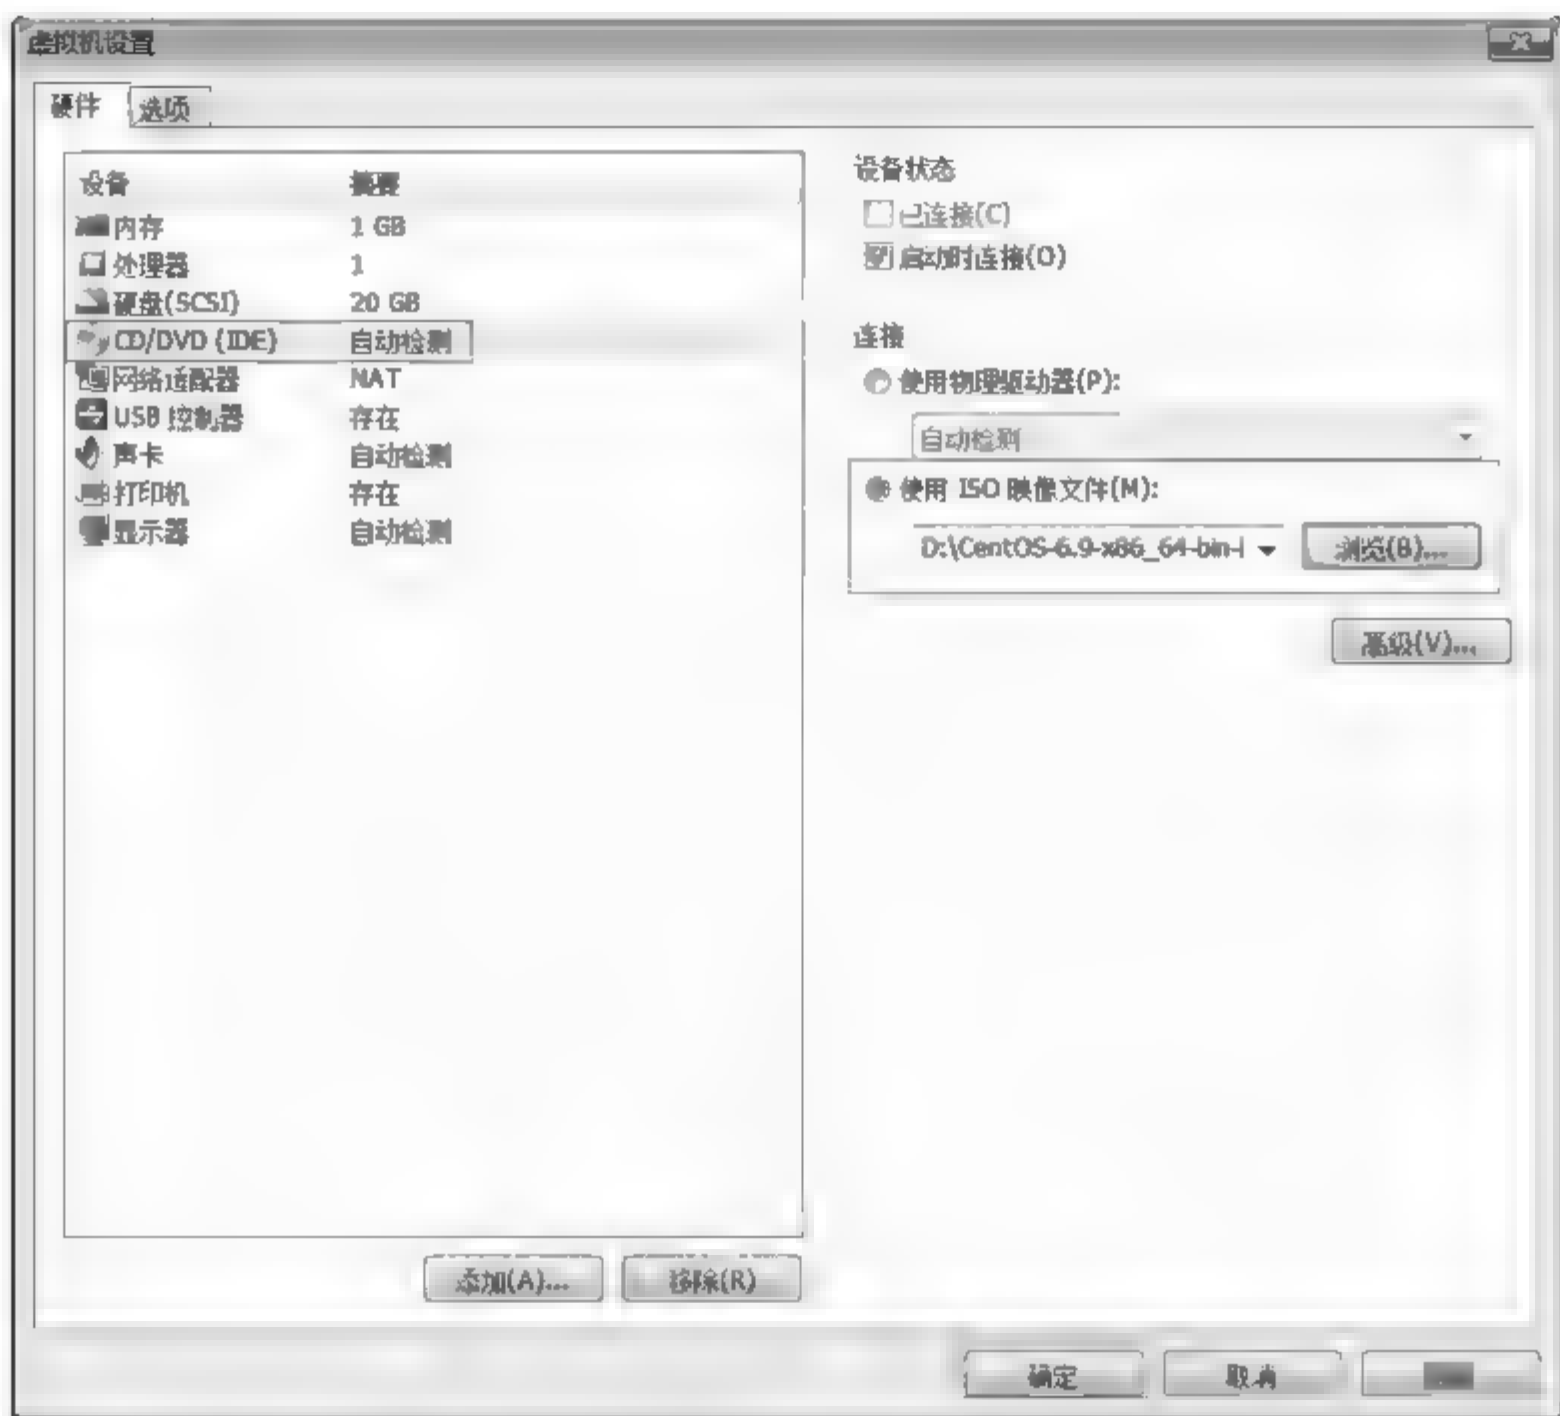 虚拟机设置
硬件 选项
设备 摘要
内存 1 GB
处理器 1
硬盘(SCSI) 20 GB
CD/DVD (IDE) 自动检测
网络适配器 NAT
USB 控制器 存在
声卡 自动检测
打印机 存在
显示器 自动检测
添加(A)... 移除(R)
设备状态
已连接(C)
启动时连接(O)
连接
使用物理驱动器(P):
自动检测
使用 ISO 映像文件(M):
D:\CentOS-6.9-x86_64-bin-I 浏览(B)...
高级(V)...
确定 取消